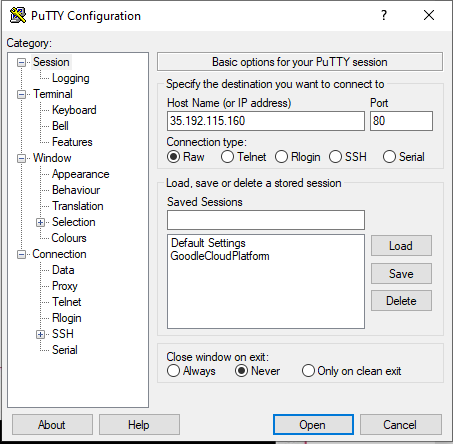 PuTTY Configuration
?
Category:
Session
Logging
Terminal
Keyboard
Bell
Features
Window
Appearance
Behaviour
Translation
Selection
Colours
Connection
Data
Proxy
Telnet
Rlogin
SSH
Serial
Basic options for your PuTTY session
Specify the destination you want to connect to
Host Name (or IP address) Port
35.192.115.160 80
Connection type:
Raw Telnet Rlogin SSH Serial
Load, save or delete a stored session
Saved Sessions
Default Settings
GoodleCloudPlatform
Load
Save
Delete
Close window on exit:
Always Never Only on clean exit
About Help Open Cancel